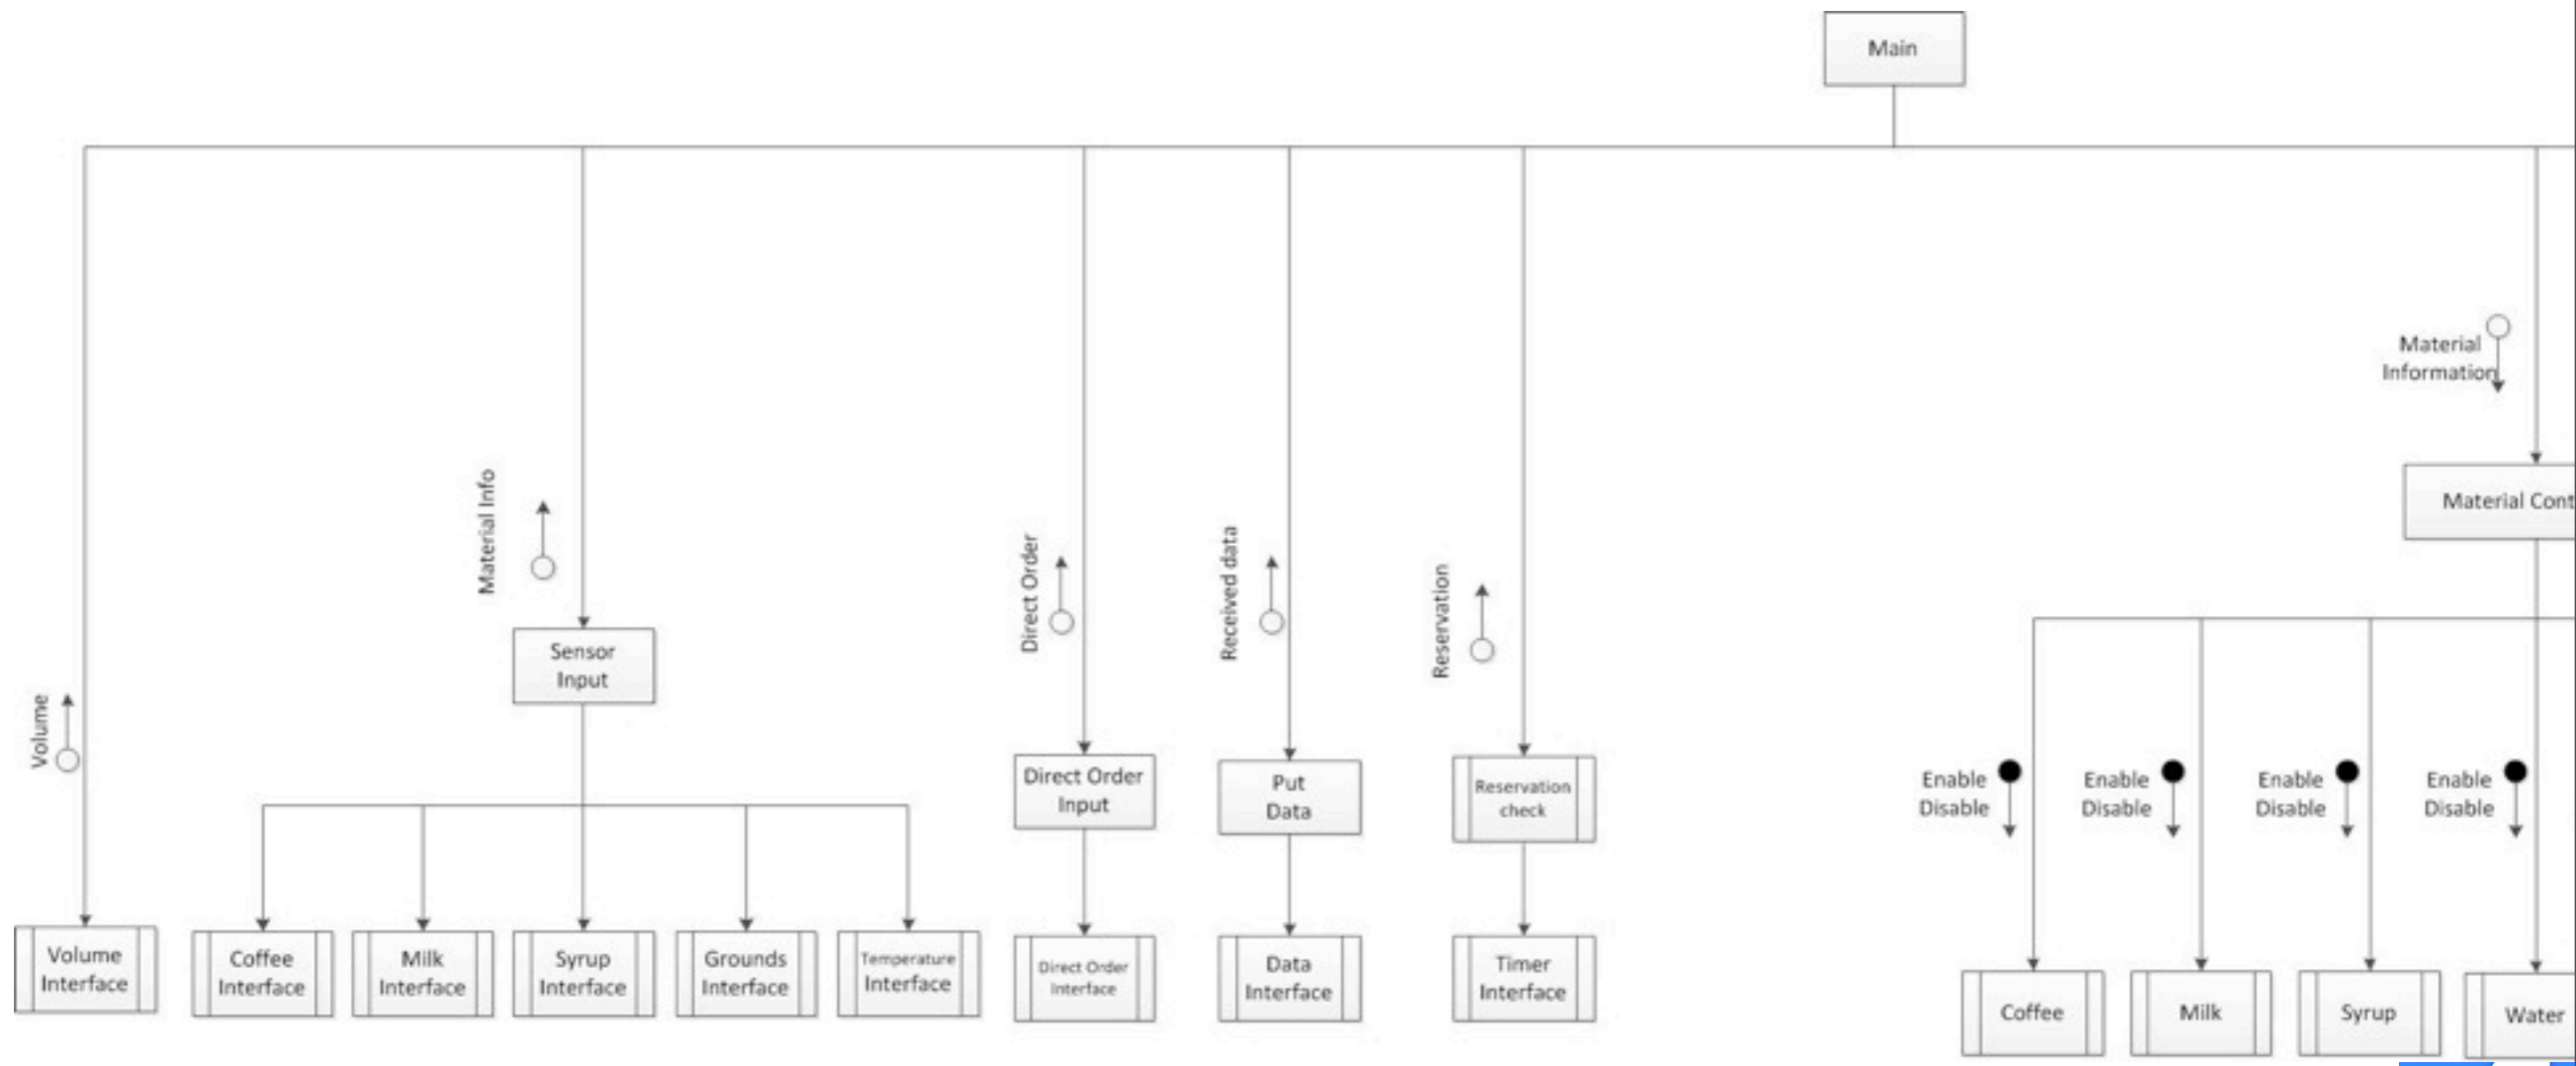 Main
Material
Information
Material Cont
Material Info
Direct Order
Received data
Reservation
Volume
Sensor
Input
Direct Order
Input
Put
Data
Reservation
check
Enable
Disable
Enable
Disable
Enable
Disable
Enable
Disable
Volume
Interface
Coffee
Interface
Milk
Interface
Syrup
Interface
Grounds
Interface
Temperature
Interface
Direct Order
Interface
Data
Interface
Timer
Interface
Coffee
Milk
Syrup
Water